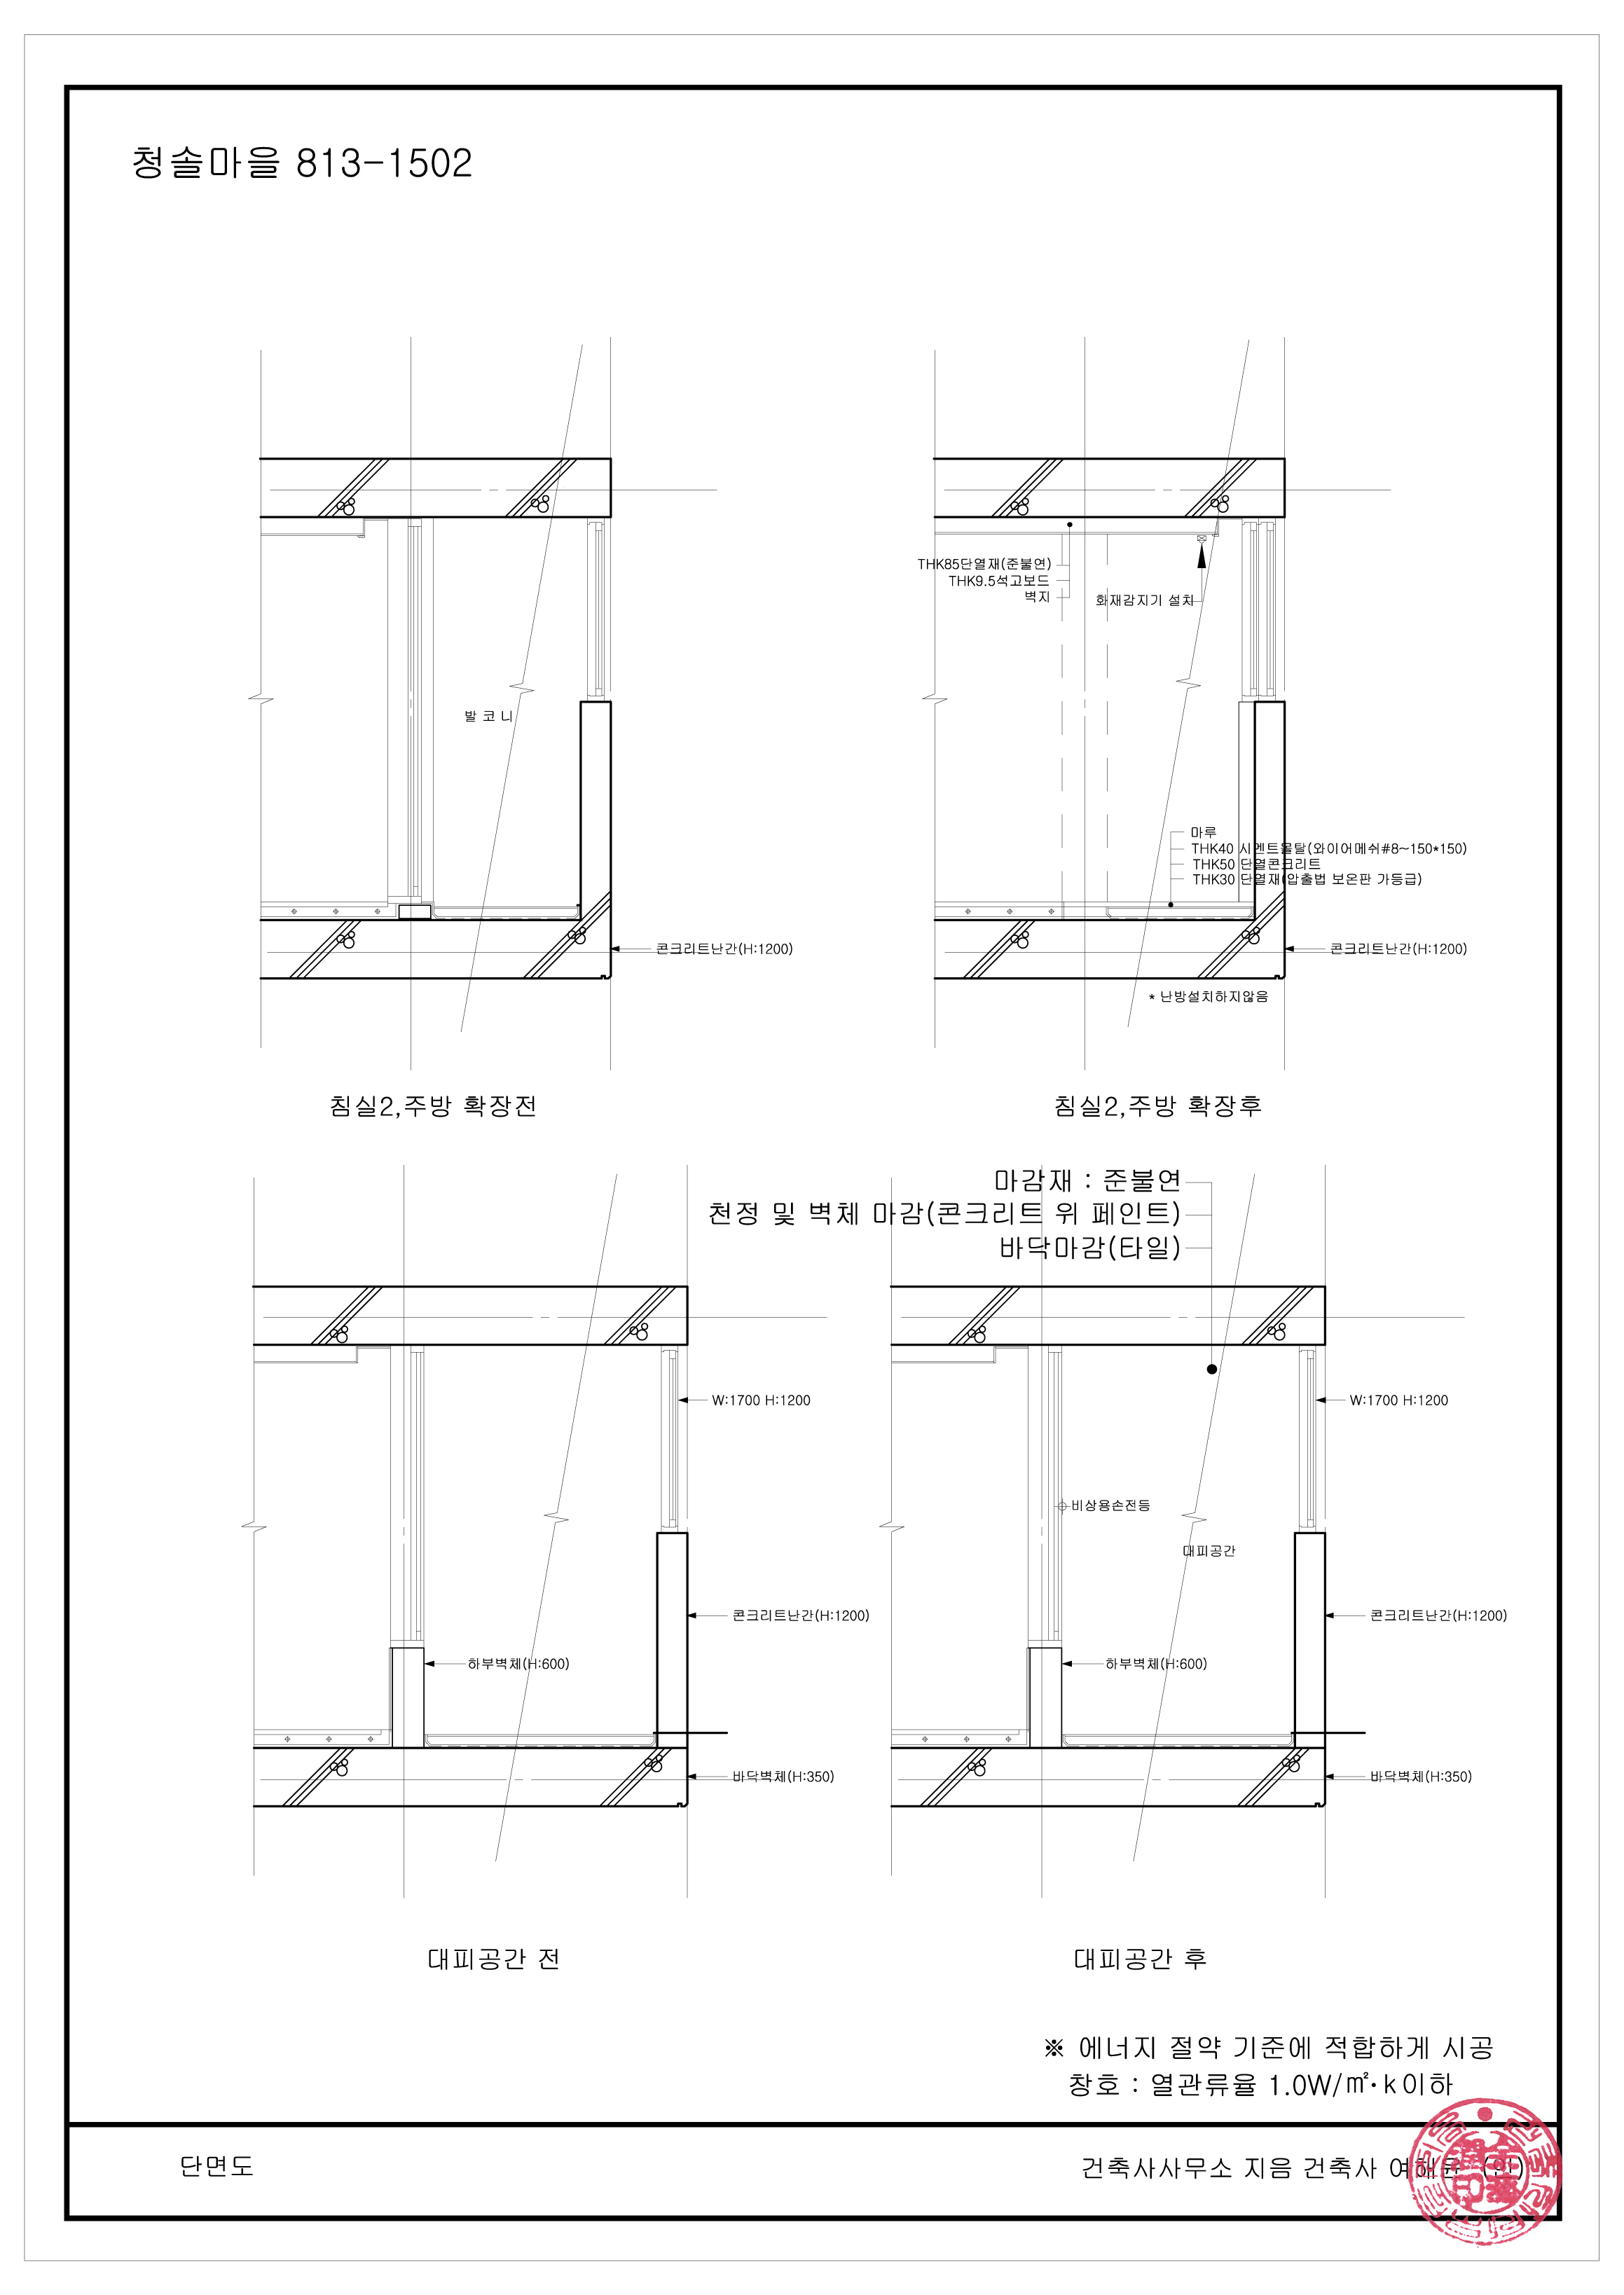 청솔마을 813-1502
발 코 니
콘크리트난간(H:1200)
침실2,주방 확장전
THK85단열재(준불연)
THK9.5석고보드
벽지
화재감지기 설치
마루
THK40 시멘트몰탈(와이어메쉬#8~150*150)
THK50 단열콘크리트
THK30 단열재(압출법 보온판 가등급)
콘크리트난간(H:1200)
* 난방설치하지않음
침실2,주방 확장후
W:1700 H:1200
콘크리트난간(H:1200)
하부벽체(H:600)
바닥벽체(H:350)
대피공간 전
마감재 : 준불연
천정 및 벽체 마감(콘크리트 위 페인트)
바닥마감(타일)
W:1700 H:1200
비상용손전등
대피공간
콘크리트난간(H:1200)
하부벽체(H:600)
바닥벽체(H:350)
대피공간 후
※ 에너지 절약 기준에 적합하게 시공
창호 : 열관류율 1.0W/㎡·k이하
단면도
건축사사무소 지음 건축사